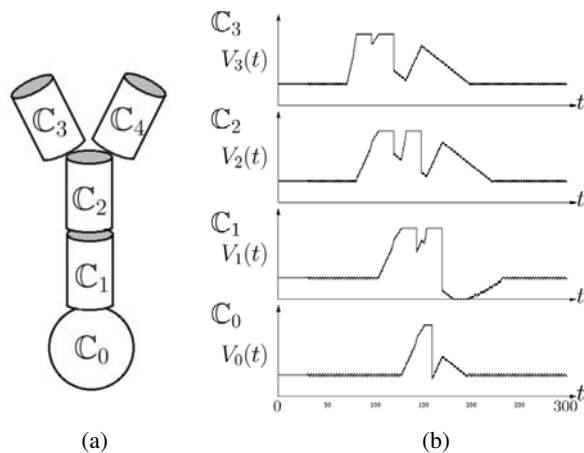 ℂ₃
ℂ₄
ℂ₂
ℂ₁
ℂ₀
(a)
ℂ₃
V₃(t)
t
ℂ₂
V₂(t)
t
ℂ₁
V₁(t)
t
ℂ₀
V₀(t)
t
0 50 100 150 200 250 300
(b)